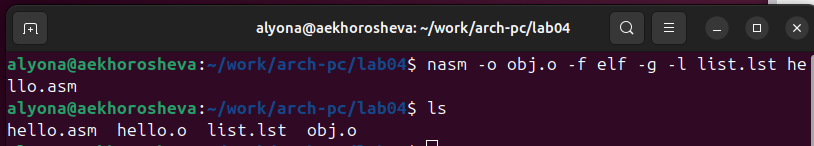 alyona@aekhorosheva: ~/work/arch-pc/lab04
alyona@aekhorosheva:~/work/arch-pc/lab04$ nasm -o obj.o -f elf -g -l list.lst he
llo.asm
alyona@aekhorosheva:~/work/arch-pc/lab04$ ls
hello.asm  hello.o  list.lst  obj.o